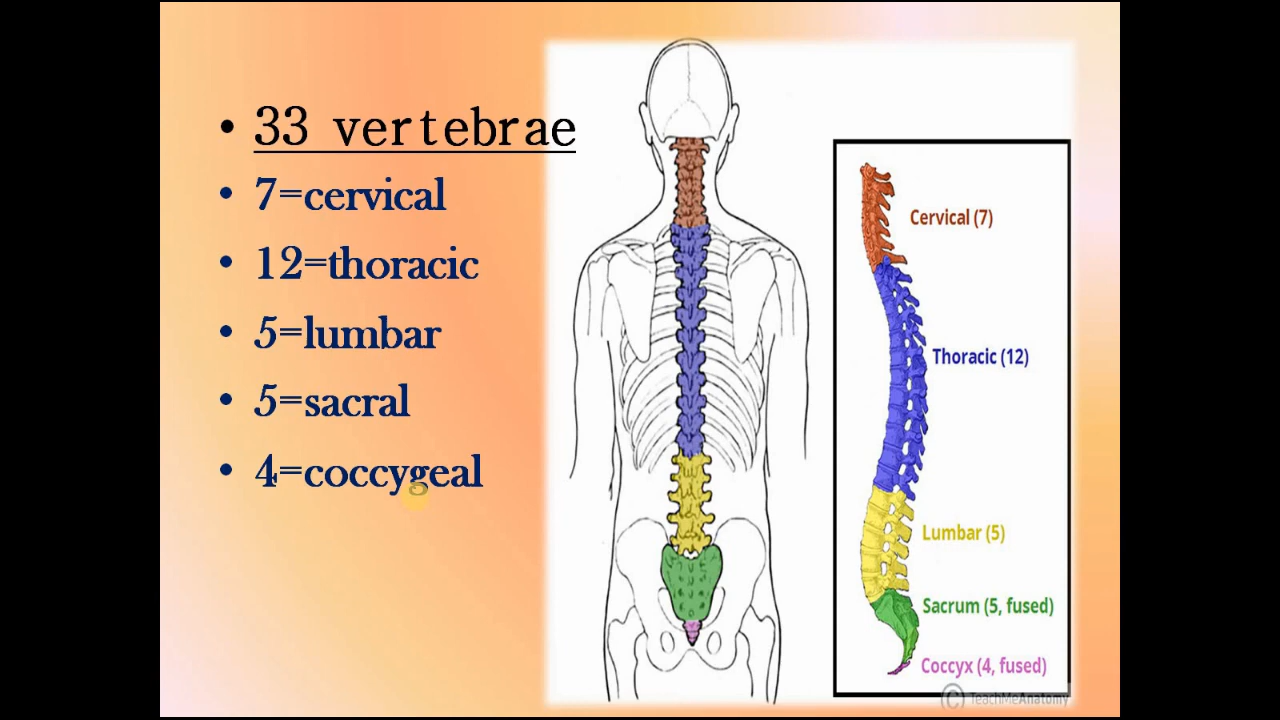 • 33 vertebrae
• 7=cervical
• 12=thoracic
• 5=lumbar
• 5=sacral
• 4=coccygeal
Cervical (7)
Thoracic (12)
Lumbar (5)
Sacrum (5, fused)
Coccyx (4, fused)
© TeachMeAnatomy